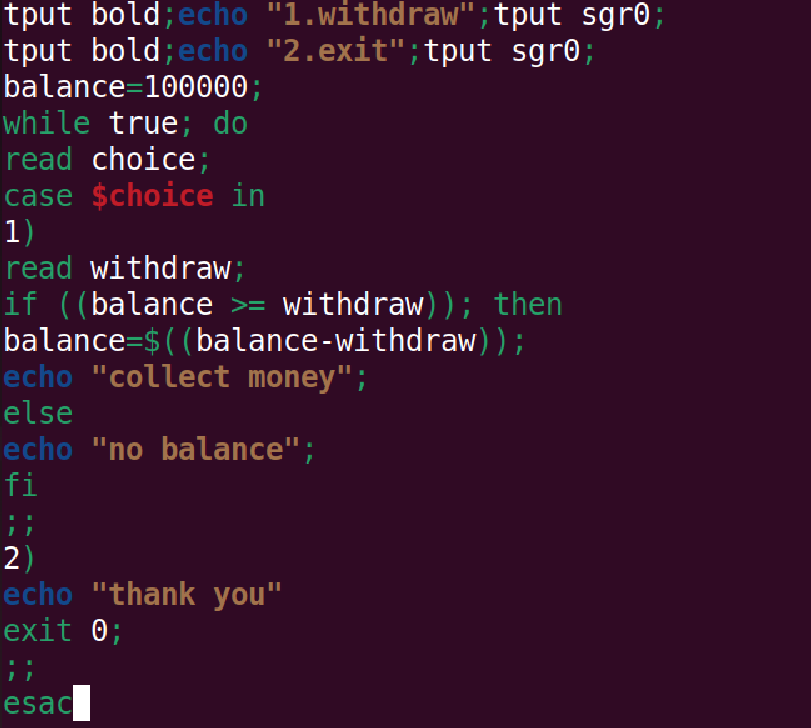 tput bold;echo "1.withdraw";tput sgr0;
tput bold;echo "2.exit";tput sgr0;
balance=100000;
while true; do
read choice;
case $choice in
1)
read withdraw;
if ((balance >= withdraw)); then
balance=$((balance-withdraw));
echo "collect money";
else
echo "no balance";
fi
;;
2)
echo "thank you"
exit 0;
;;
esac